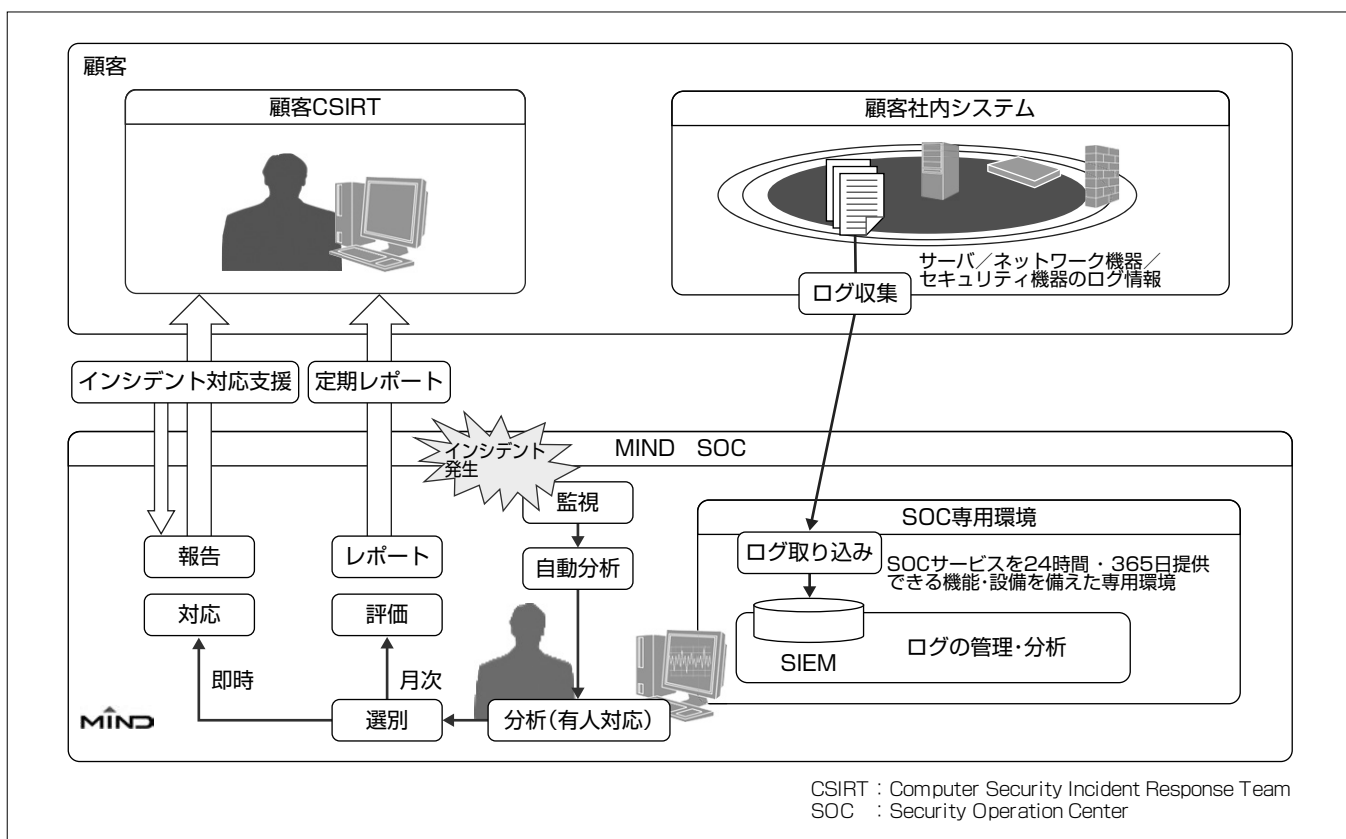 顧客
顧客CSIRT
顧客社内システム
サーバ／ネットワーク機器／
セキュリティ機器のログ情報
ログ収集
インシデント対応支援
定期レポート
MIND SOC
インシデント
発生
監視
自動分析
分析(有人対応)
選別
即時
月次
報告
対応
レポート
評価
SOC専用環境
ログ取り込み
SOCサービスを24時間・365日提供
できる機能・設備を備えた専用環境
SIEM
ログの管理・分析
MIND
CSIRT：Computer Security Incident Response Team
SOC　：Security Operation Center